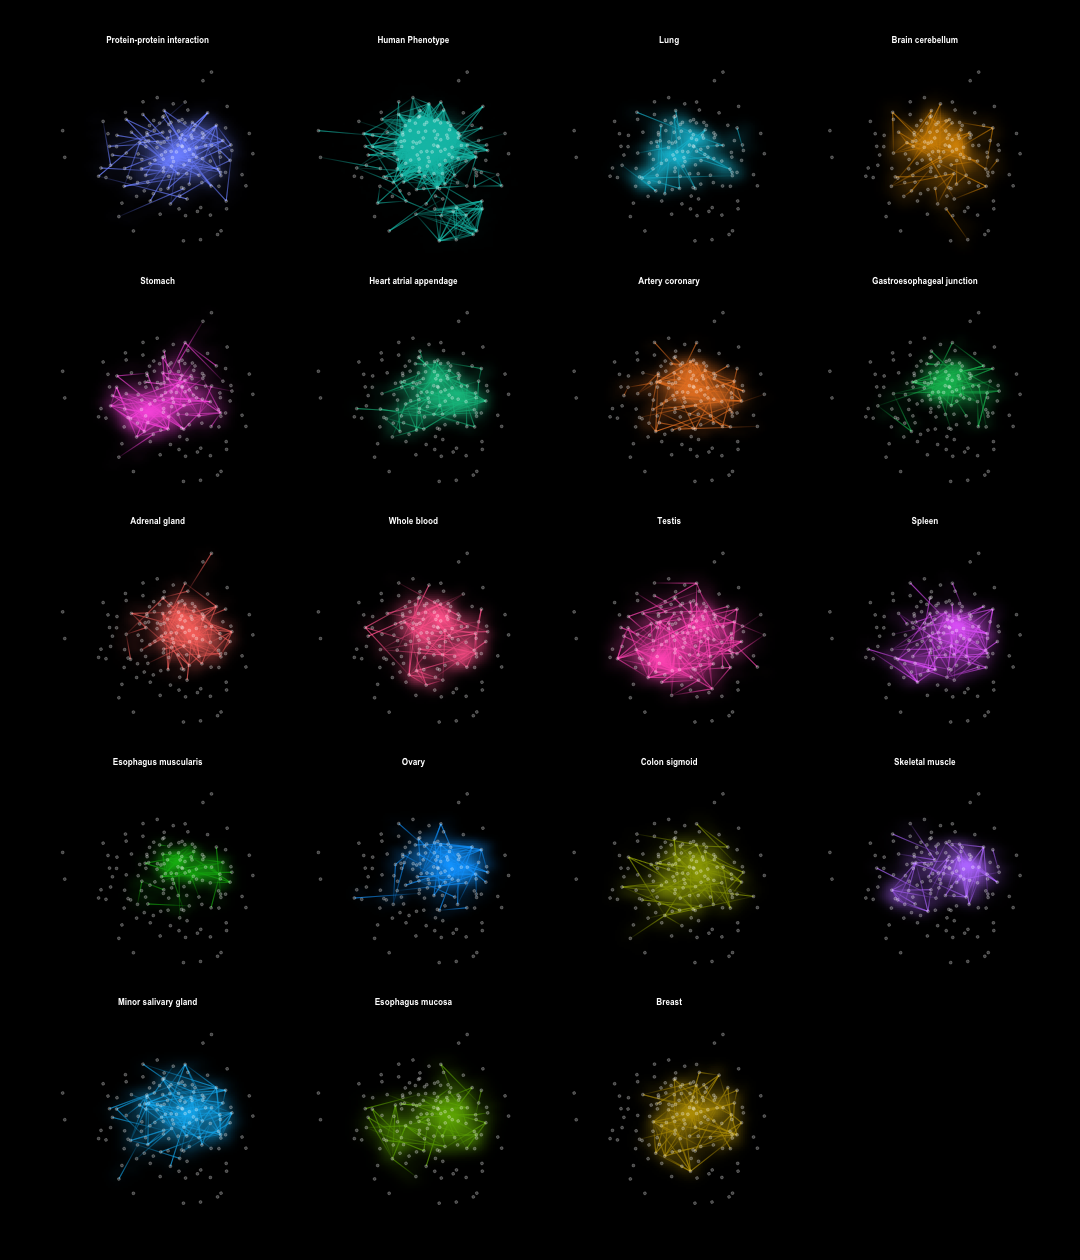 Protein-protein interaction
Human Phenotype
Lung
Brain cerebellum
Stomach
Heart atrial appendage
Artery coronary
Gastroesophageal junction
Adrenal gland
Whole blood
Testis
Spleen
Esophagus muscularis
Ovary
Colon sigmoid
Skeletal muscle
Minor salivary gland
Esophagus mucosa
Breast